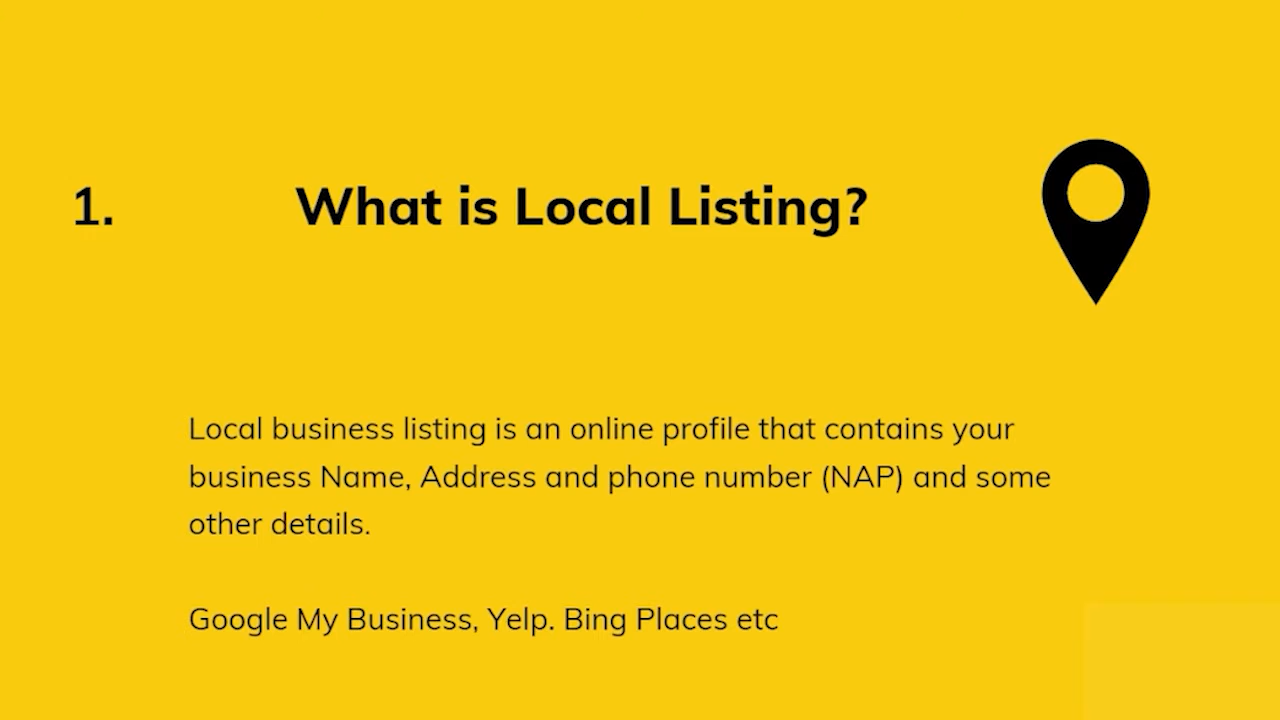 1. What is Local Listing?
Local business listing is an online profile that contains your
business Name, Address and phone number (NAP) and some
other details.
Google My Business, Yelp. Bing Places etc